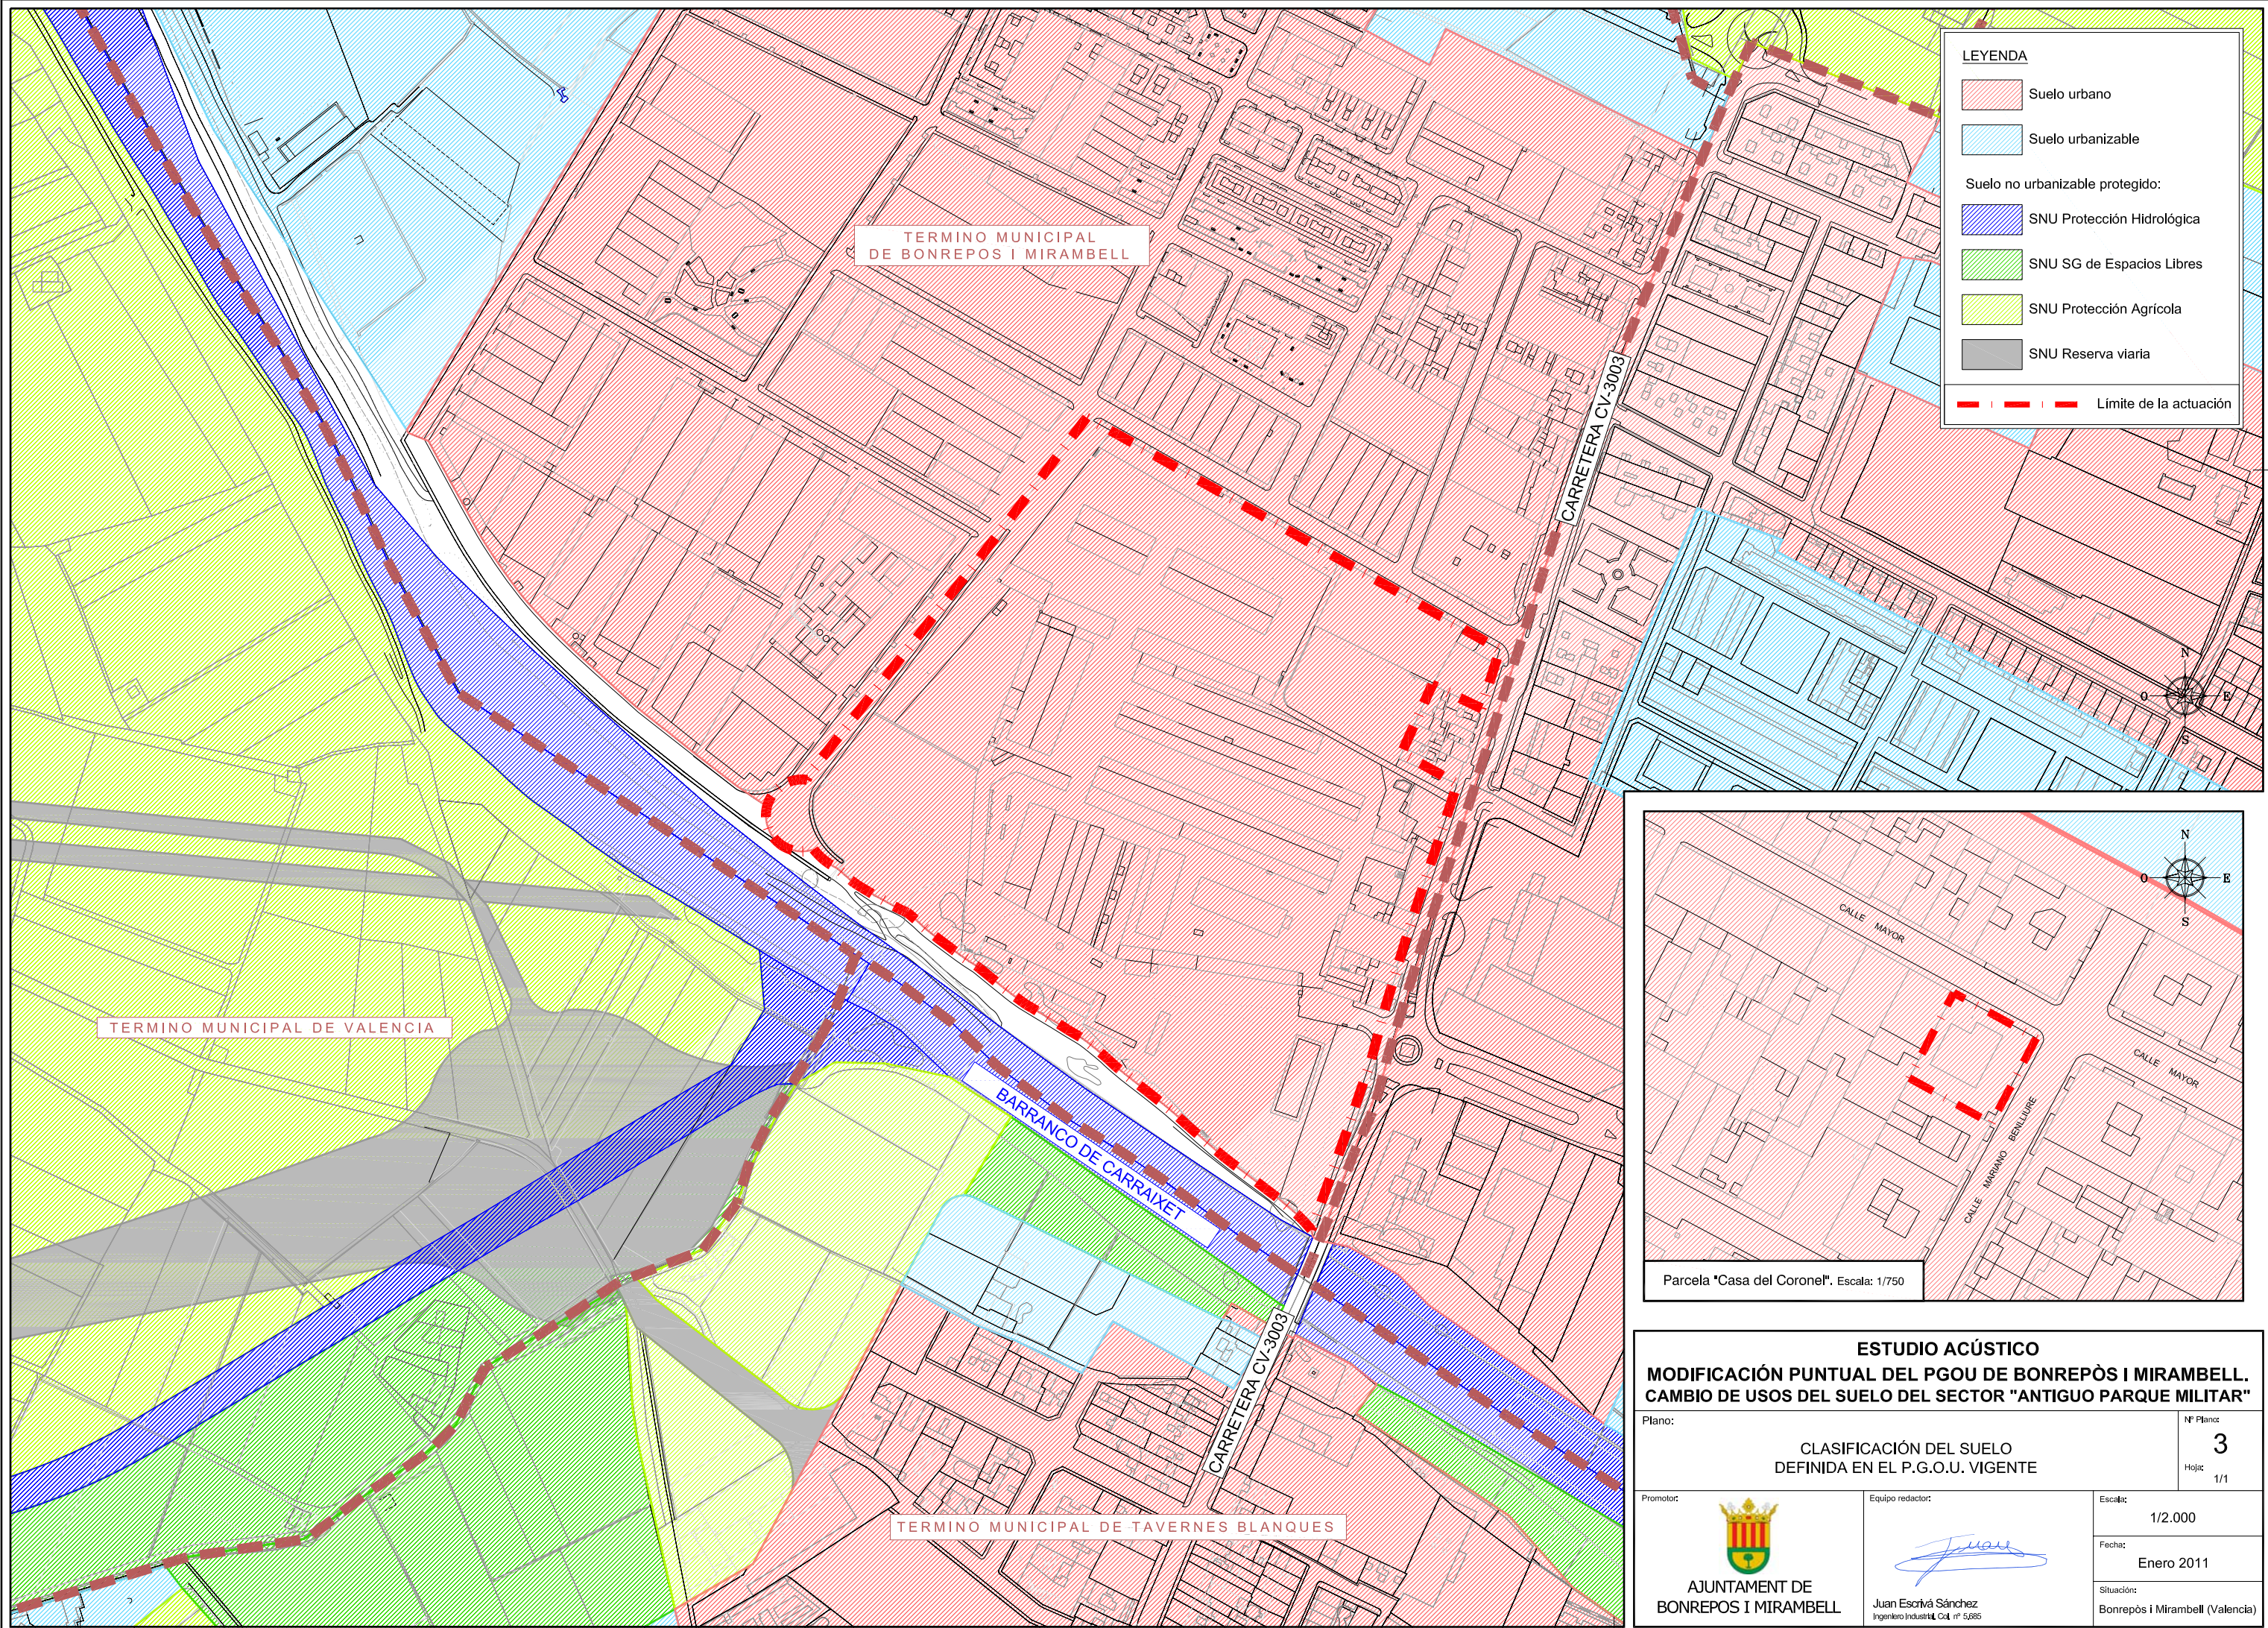 LEYENDA
Suelo urbano
Suelo urbanizable
Suelo no urbanizable protegido:
SNU Protección Hidrológica
SNU SG de Espacios Libres
SNU Protección Agrícola
SNU Reserva viaria
Límite de la actuación
TERMINO MUNICIPAL
DE BONREPOS I MIRAMBELL
CARRETERA CV-3003
N
O
E
S
TERMINO MUNICIPAL DE VALENCIA
BARRANCO DE CARRAIXET
CARRETERA CV-3003
TERMINO MUNICIPAL DE TAVERNES BLANQUES
N
O
E
S
CALLE MAYOR
CALLE MAYOR
CALLE MARIANO BENLLIURE
Parcela "Casa del Coronel". Escala: 1/750
ESTUDIO ACÚSTICO
MODIFICACIÓN PUNTUAL DEL PGOU DE BONREPÒS I MIRAMBELL.
CAMBIO DE USOS DEL SUELO DEL SECTOR "ANTIGUO PARQUE MILITAR"
Plano:
CLASIFICACIÓN DEL SUELO
DEFINIDA EN EL P.G.O.U. VIGENTE
Nº Plano:
3
Hoja:
1/1
Promotor:
AJUNTAMENT DE
BONREPOS I MIRAMBELL
Equipo redactor:
Juan Escrivá Sánchez
Ingeniero Industrial, Col. nº 5,685
Escala:
1/2.000
Fecha:
Enero 2011
Situación:
Bonrepòs i Mirambell (Valencia)